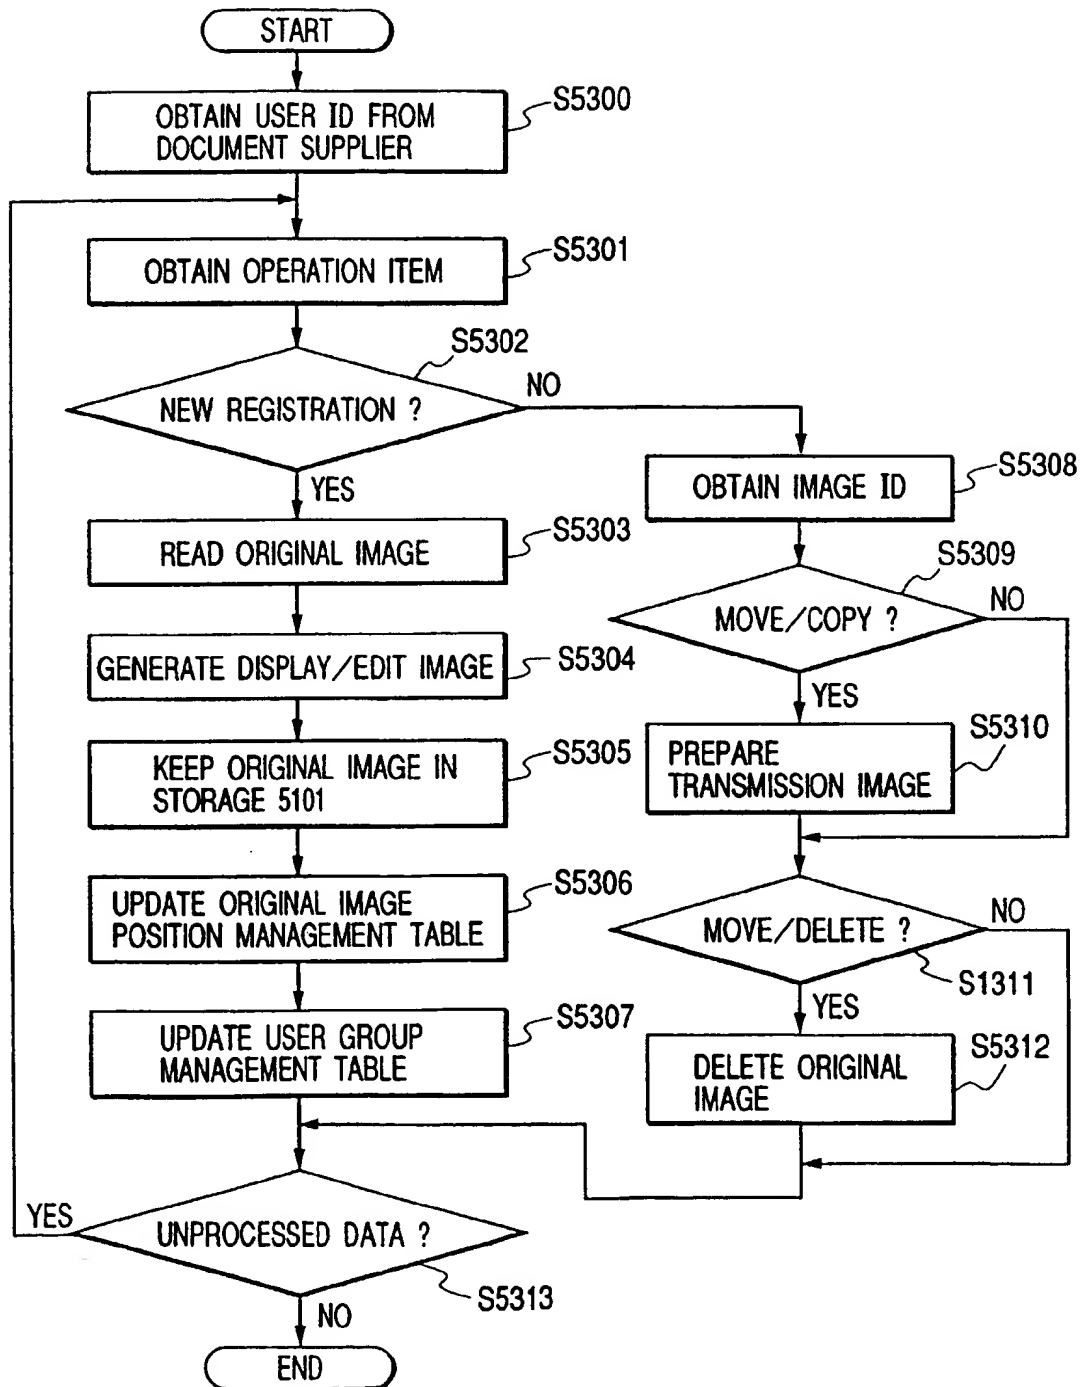 START
OBTAIN USER ID FROM
DOCUMENT SUPPLIER
S5300
OBTAIN OPERATION ITEM
S5301
NEW REGISTRATION ?
S5302
NO
YES
READ ORIGINAL IMAGE
S5303
GENERATE DISPLAY/EDIT IMAGE
S5304
KEEP ORIGINAL IMAGE IN
STORAGE 5101
S5305
UPDATE ORIGINAL IMAGE
POSITION MANAGEMENT TABLE
S5306
UPDATE USER GROUP
MANAGEMENT TABLE
S5307
OBTAIN IMAGE ID
S5308
MOVE/COPY ?
S5309
NO
YES
PREPARE
TRANSMISSION IMAGE
S5310
MOVE/DELETE ?
NO
S1311
YES
DELETE ORIGINAL
IMAGE
S5312
YES
UNPROCESSED DATA ?
S5313
NO
END